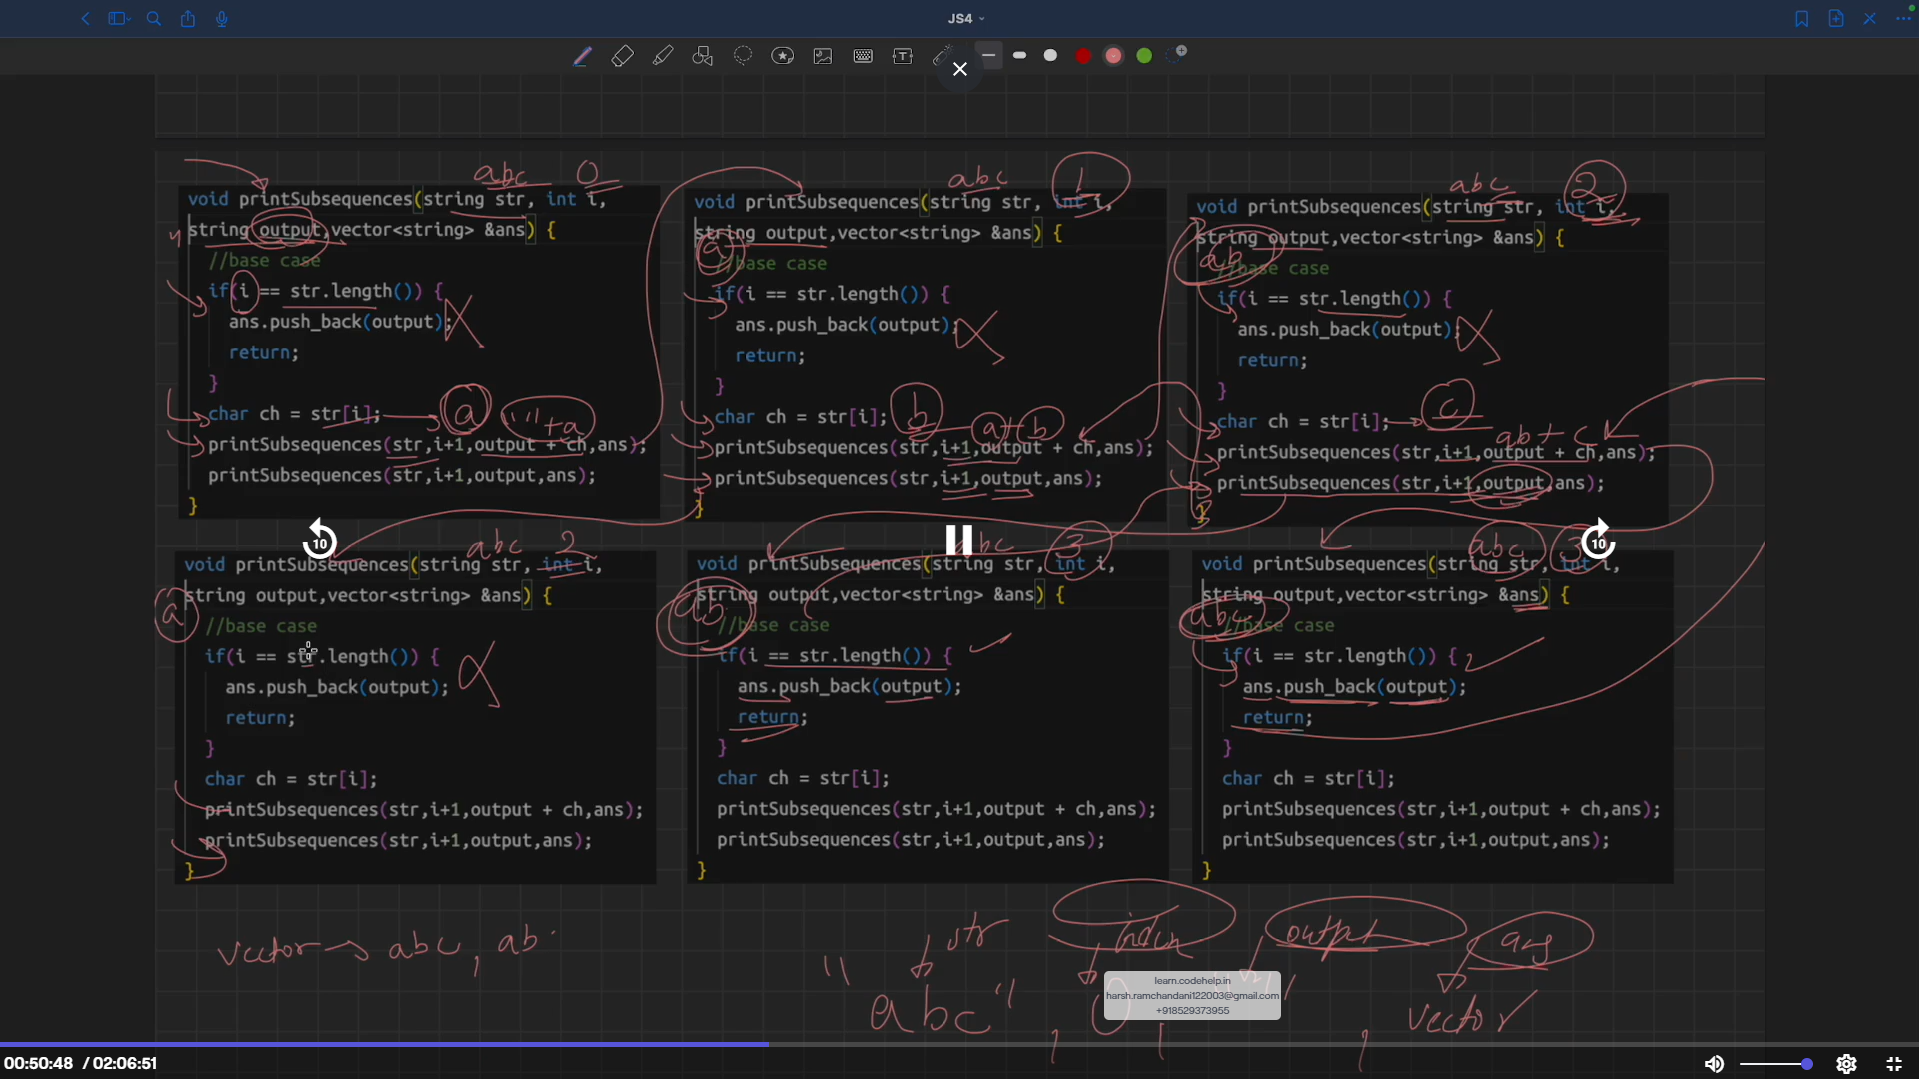 JS4
abc 0
void printSubsequences(string str, int i,
string output,vector<string> &ans) {
//base case
if(i == str.length()) {
ans.push_back(output);
return;
}
char ch = str[i]; a "" + a
printSubsequences(str,i+1,output + ch,ans);
printSubsequences(str,i+1,output,ans);
}
abc 1
void printSubsequences(string str, int i,
string output,vector<string> &ans) {
a
//base case
if(i == str.length()) {
ans.push_back(output);
return;
}
char ch = str[i]; b a + b
printSubsequences(str,i+1,output + ch,ans);
printSubsequences(str,i+1,output,ans);
}
abc 2
void printSubsequences(string str, int i,
string output,vector<string> &ans) {
ab
//base case
if(i == str.length()) {
ans.push_back(output);
return;
}
char ch = str[i]; c
ab + c
printSubsequences(str,i+1,output + ch,ans);
printSubsequences(str,i+1,output,ans);
}
10
10
abc 2
void printSubsequences(string str, int i,
a string output,vector<string> &ans) {
//base case
if(i == str.length()) {
ans.push_back(output);
return;
}
char ch = str[i];
printSubsequences(str,i+1,output + ch,ans);
printSubsequences(str,i+1,output,ans);
}
abc 3
void printSubsequences(string str, int i,
string output,vector<string> &ans) {
ab
//base case
if(i == str.length()) {
ans.push_back(output);
return;
}
char ch = str[i];
printSubsequences(str,i+1,output + ch,ans);
printSubsequences(str,i+1,output,ans);
}
abc 3
void printSubsequences(string str, int i,
string output,vector<string> &ans) {
abc
//base case
if(i == str.length()) {
ans.push_back(output);
return;
}
char ch = str[i];
printSubsequences(str,i+1,output + ch,ans);
printSubsequences(str,i+1,output,ans);
}
vector → abc, ab
str index output ans
"abc", 0, , vector
learn.codehelp.in
harsh.ramchandani122003@gmail.com
+918529373955
00:50:48 / 02:06:51